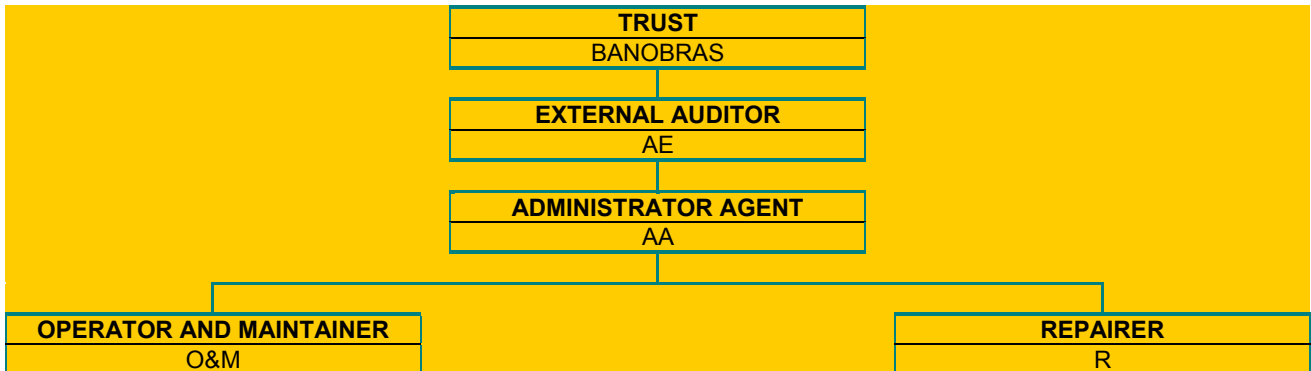 TRUST
BANOBRAS
EXTERNAL AUDITOR
AE
ADMINISTRATOR AGENT
AA
OPERATOR AND MAINTAINER
O&M
REPAIRER
R